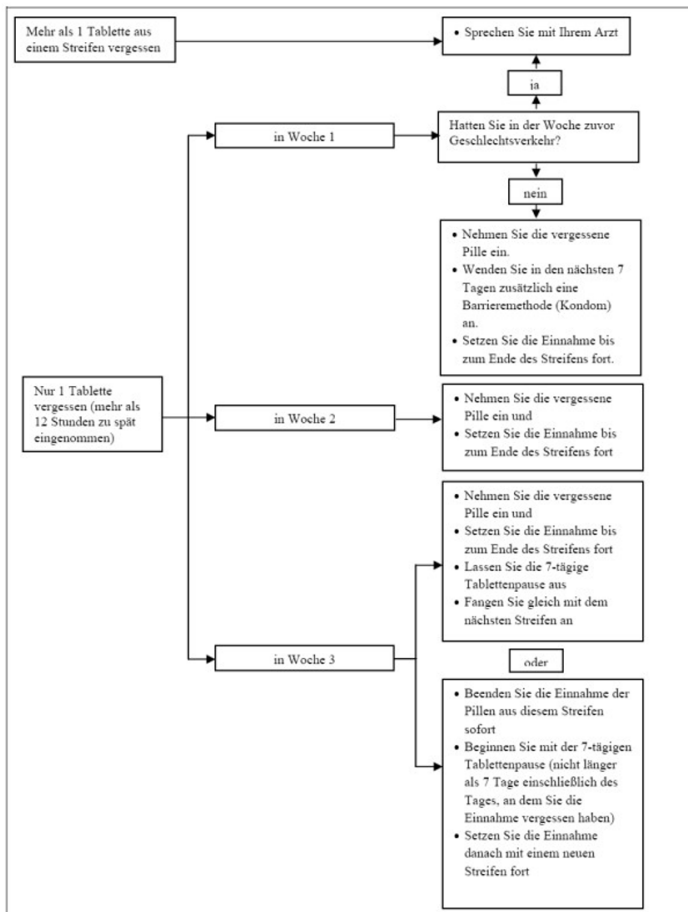 Mehr als 1 Tablette aus
einem Streifen vergessen
• Sprechen Sie mit Ihrem Arzt
ja
in Woche 1
Hatten Sie in der Woche zuvor
Geschlechtsverkehr?
nein
• Nehmen Sie die vergessene
Pille ein.
• Wenden Sie in den nächsten 7
Tagen zusätzlich eine
Barrieremethode (Kondom)
an.
• Setzen Sie die Einnahme bis
zum Ende des Streifens fort.
Nur 1 Tablette
vergessen (mehr als
12 Stunden zu spät
eingenommen)
in Woche 2
• Nehmen Sie die vergessene
Pille ein und
• Setzen Sie die Einnahme bis
zum Ende des Streifens fort
• Nehmen Sie die vergessene
Pille ein und
• Setzen Sie die Einnahme bis
zum Ende des Streifens fort
• Lassen Sie die 7-tägige
Tablettenpause aus
• Fangen Sie gleich mit dem
nächsten Streifen an
in Woche 3
oder
• Beenden Sie die Einnahme der
Pillen aus diesem Streifen
sofort
• Beginnen Sie mit der 7-tägigen
Tablettenpause (nicht länger
als 7 Tage einschließlich des
Tages, an dem Sie die
Einnahme vergessen haben)
• Setzen Sie die Einnahme
danach mit einem neuen
Streifen fort